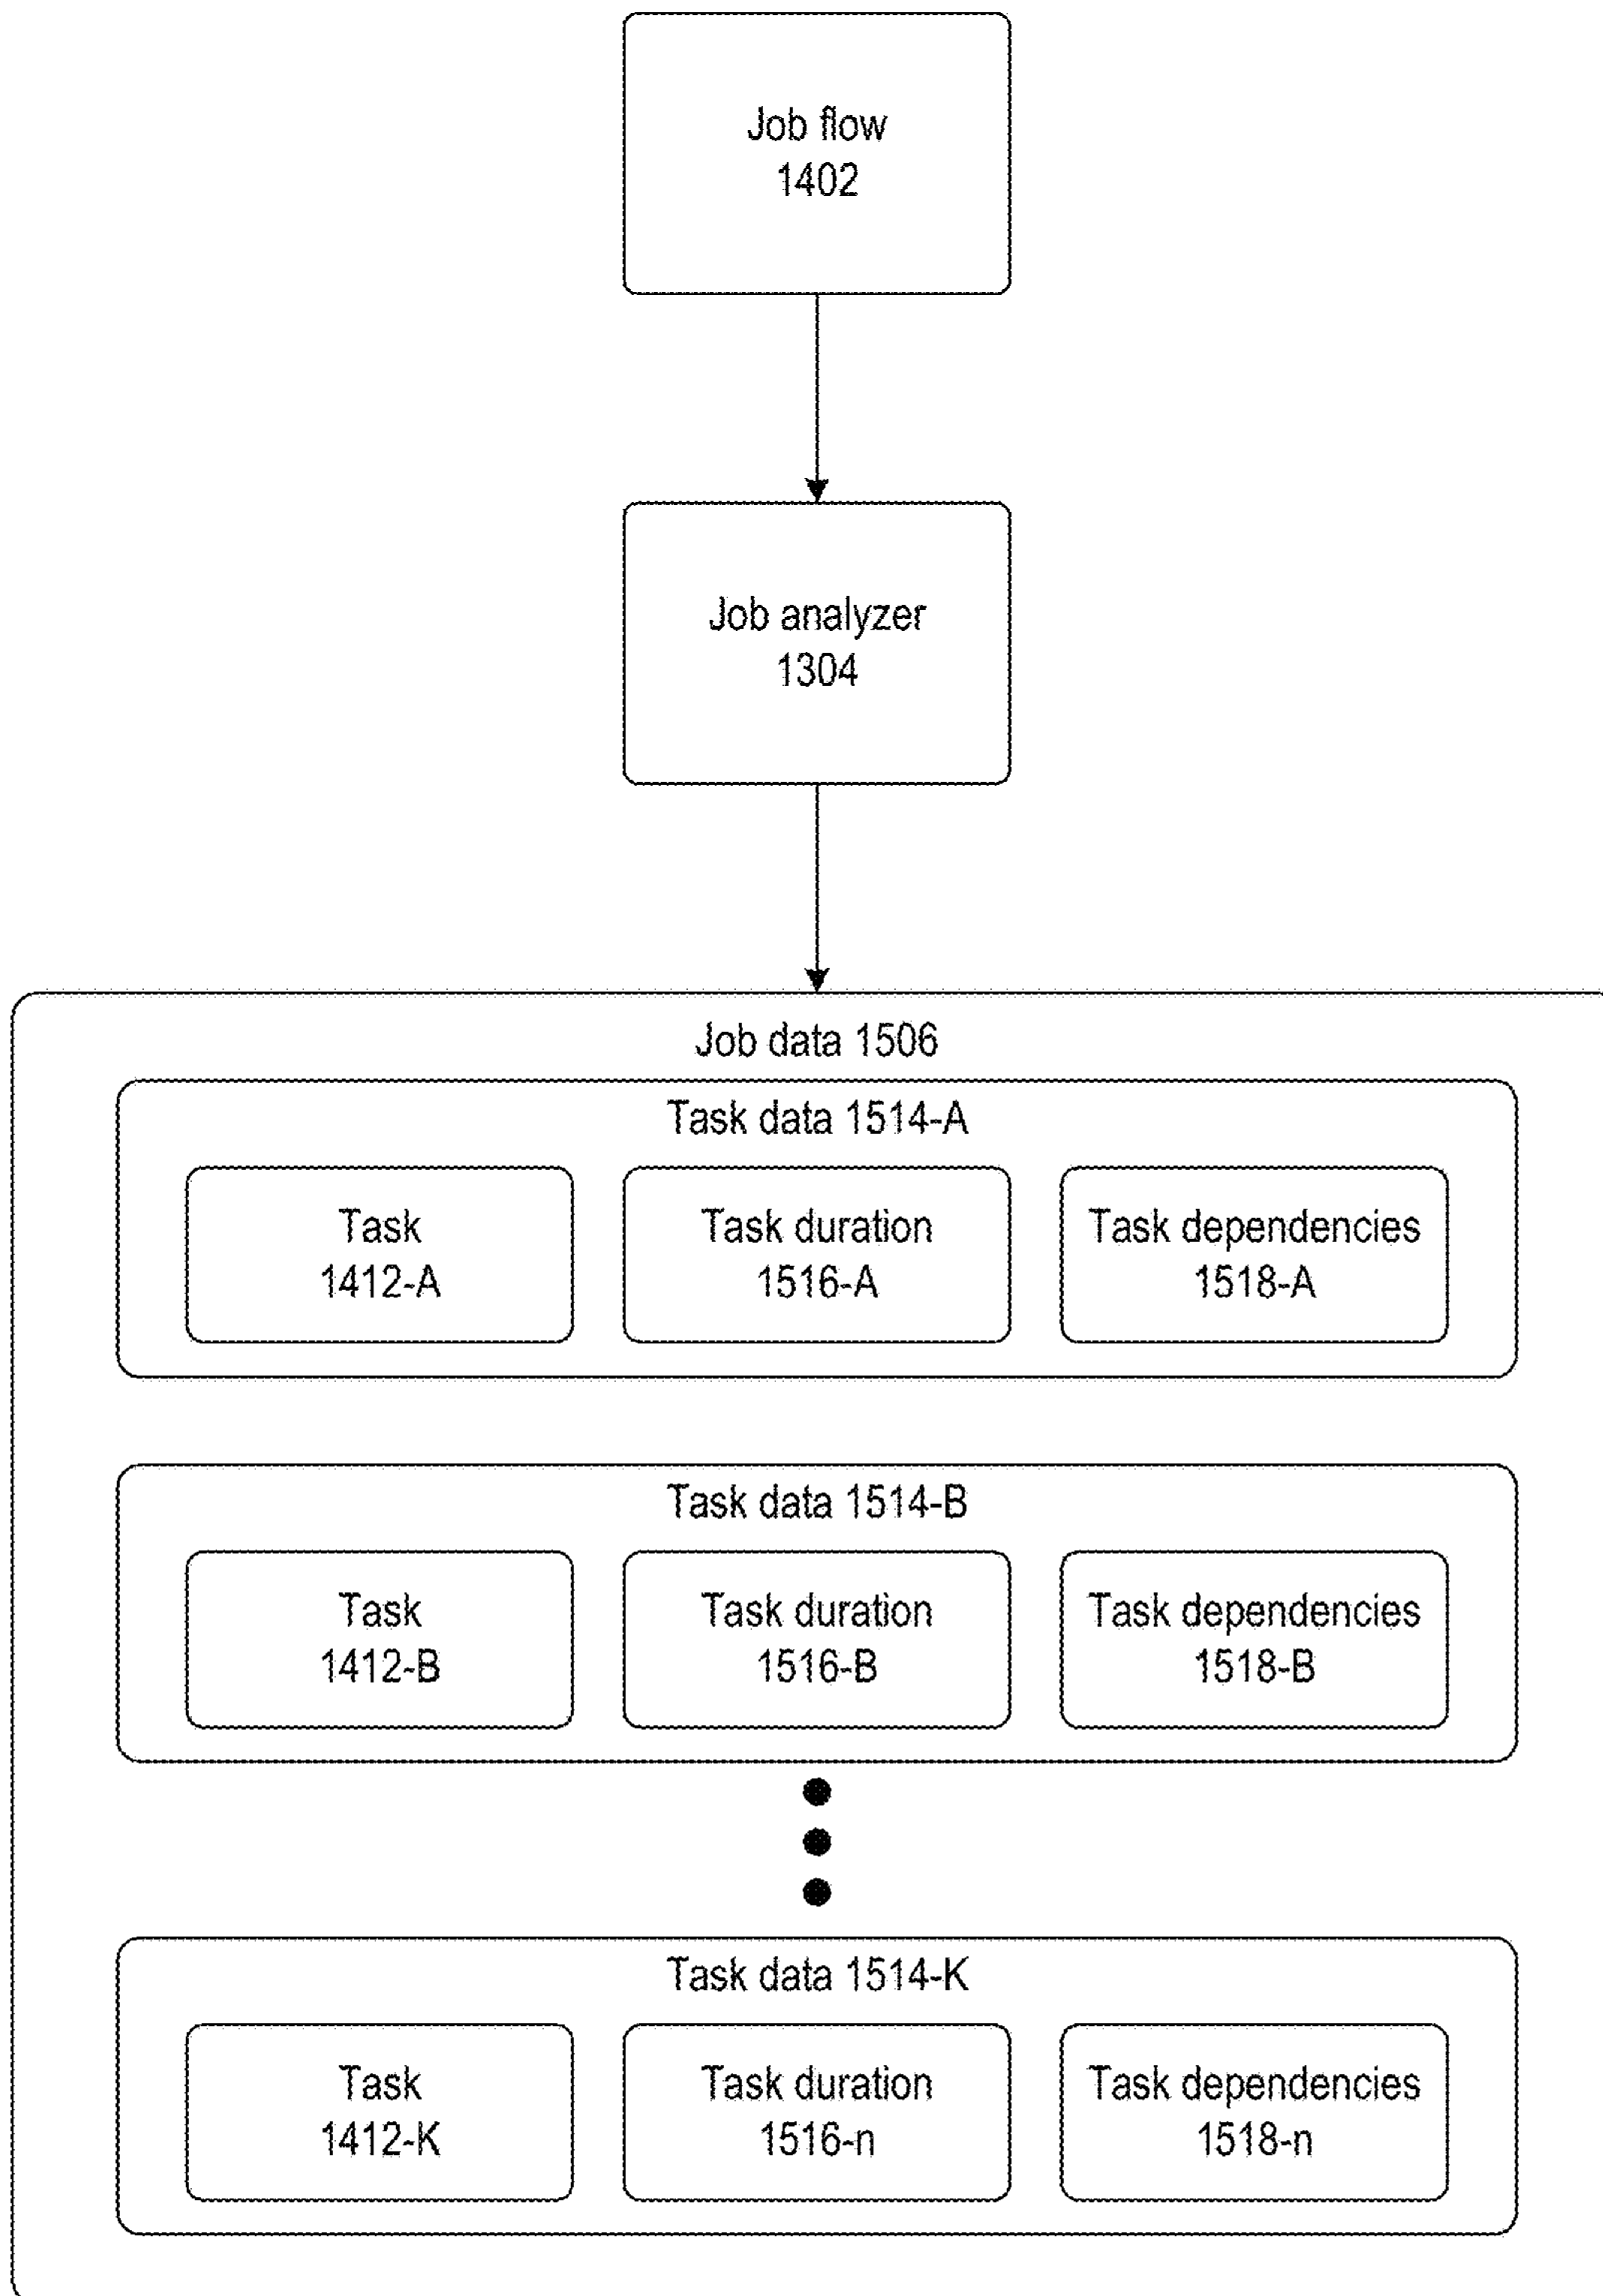 Job flow
1402
Job analyzer
1304
Job data 1506
Task data 1514-A
Task
1412-A
Task duration
1516-A
Task dependencies
1518-A
Task data 1514-B
Task
1412-B
Task duration
1516-B
Task dependencies
1518-B
Task data 1514-K
Task
1412-K
Task duration
1516-n
Task dependencies
1518-n